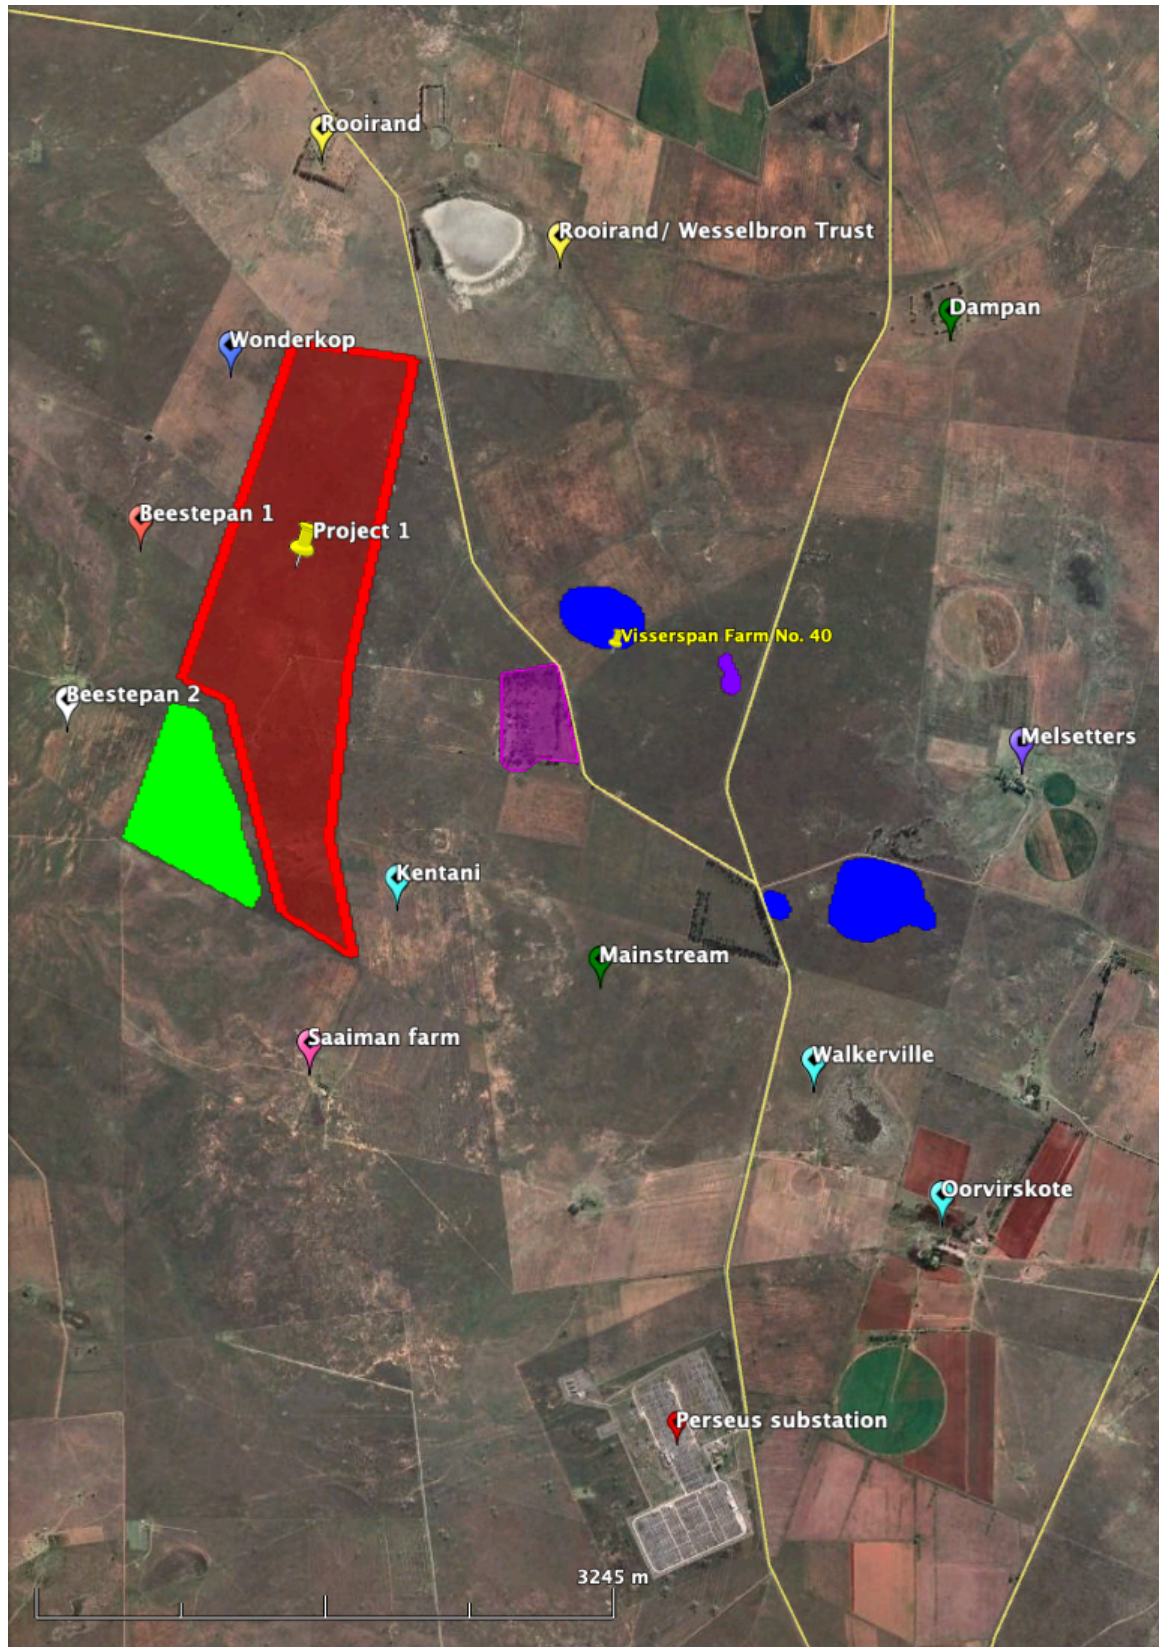 Rooirand
Rooirand/ Wesselbron Trust
Dampan
Wonderkop
Beestepan 1
Project 1
Visserspan Farm No. 40
Beestepan 2
Melsetters
Kentani
Mainstream
Saaiman farm
Walkerville
Oorvirskote
Perseus substation
3245 m